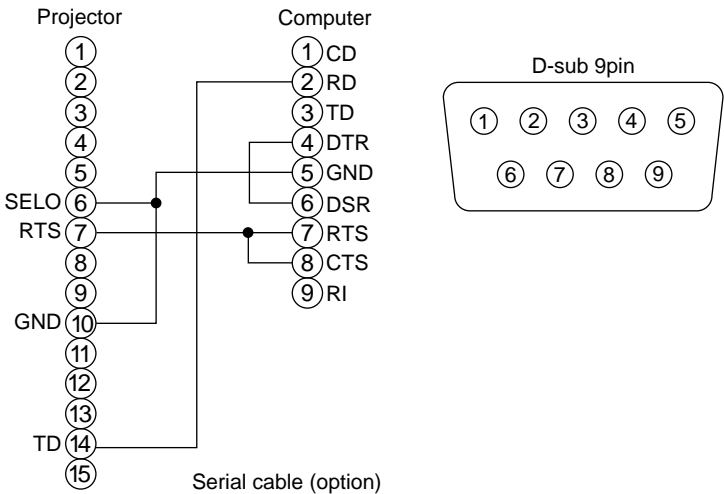 Projector
1
2
3
4
5
SELO 6
RTS 7
8
9
GND 10
11
12
13
TD 14
15
Computer
1 CD
2 RD
3 TD
4 DTR
5 GND
6 DSR
7 RTS
8 CTS
9 RI
Serial cable (option)
D-sub 9pin
1 2 3 4 5
6 7 8 9